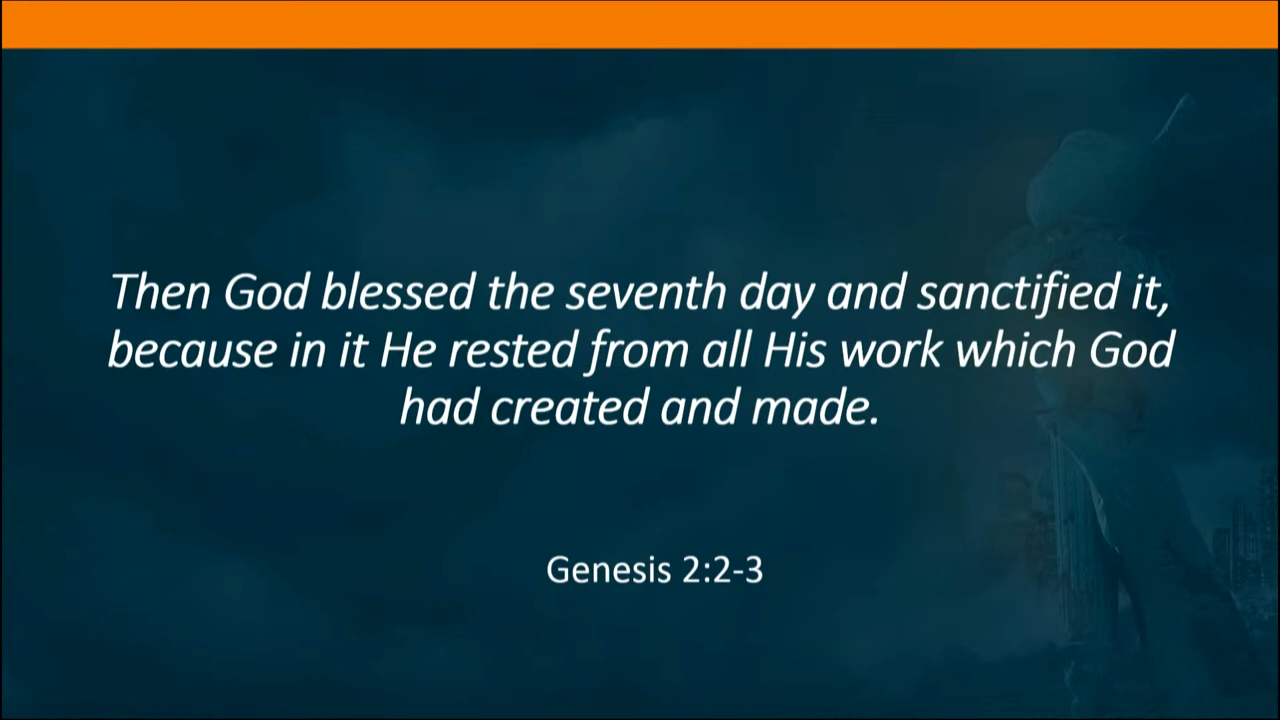 Then God blessed the seventh day and sanctified it,
because in it He rested from all His work which God
had created and made.
Genesis 2:2-3